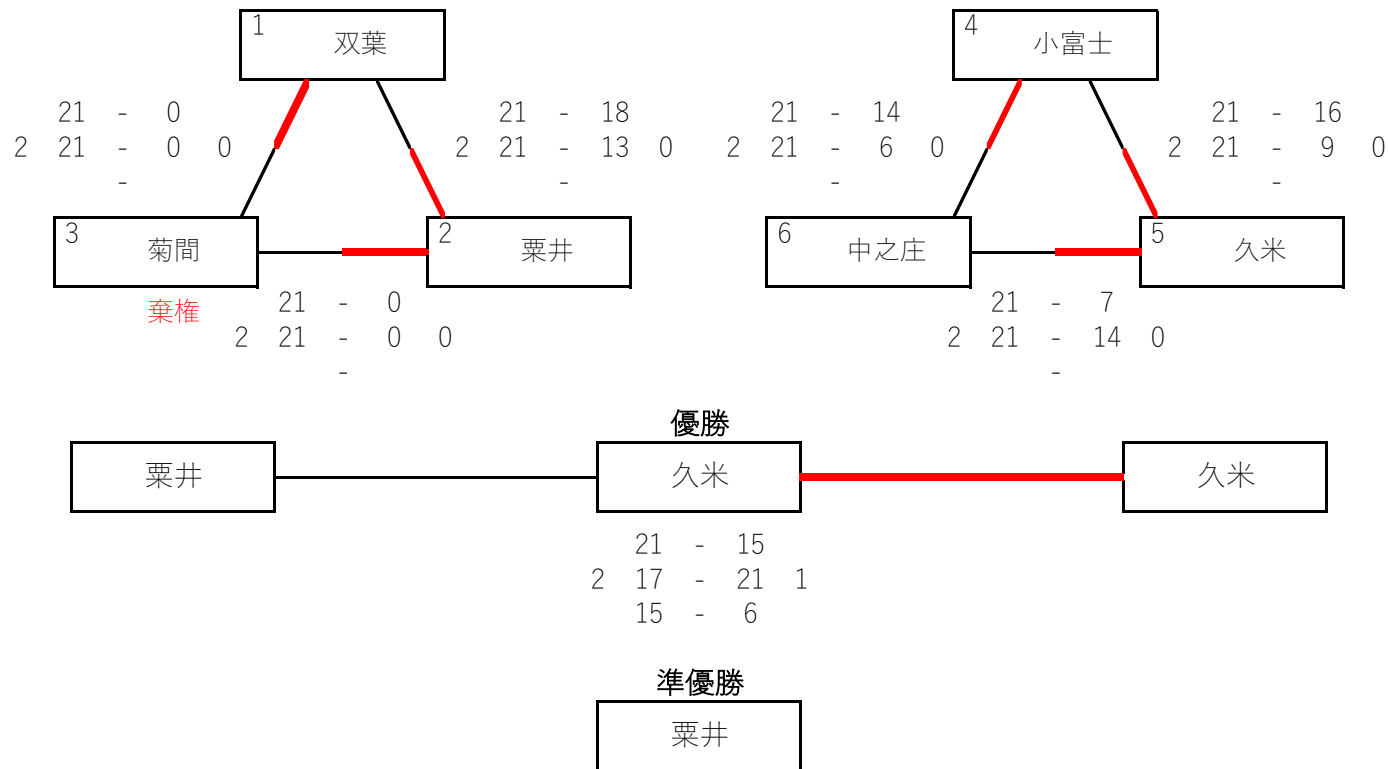 1 双葉
4 小富士
21 - 0
21 - 18
21 - 14
21 - 16
2 21 - 0 0
2 21 - 13 0
2 21 - 6 0
2 21 - 9 0
-
-
-
-
3 菊間
2 粟井
6 中之庄
5 久米
棄権
21 - 0
2 21 - 0 0
-
21 - 7
2 21 - 14 0
-
優勝
粟井
久米
久米
21 - 15
2 17 - 21 1
15 - 6
準優勝
粟井